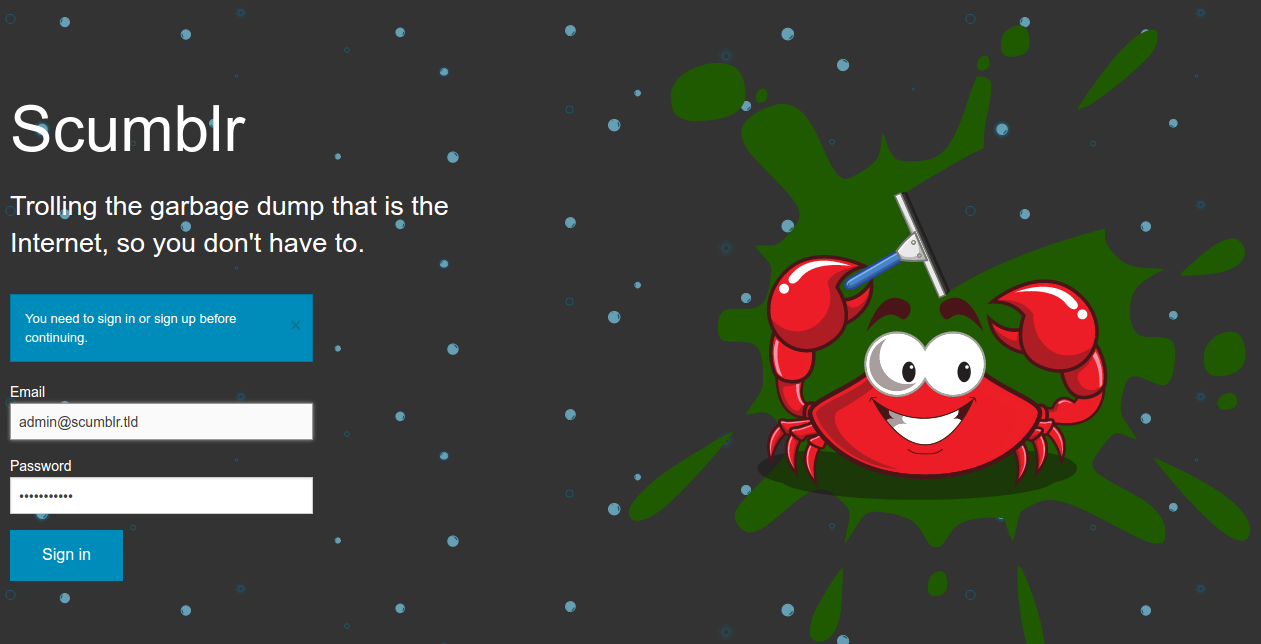 Scumblr
Trolling the garbage dump that is the
Internet, so you don't have to.
You need to sign in or sign up before
continuing.
×
Email
admin@scumblr.tld
Password
•••••••••••
Sign in